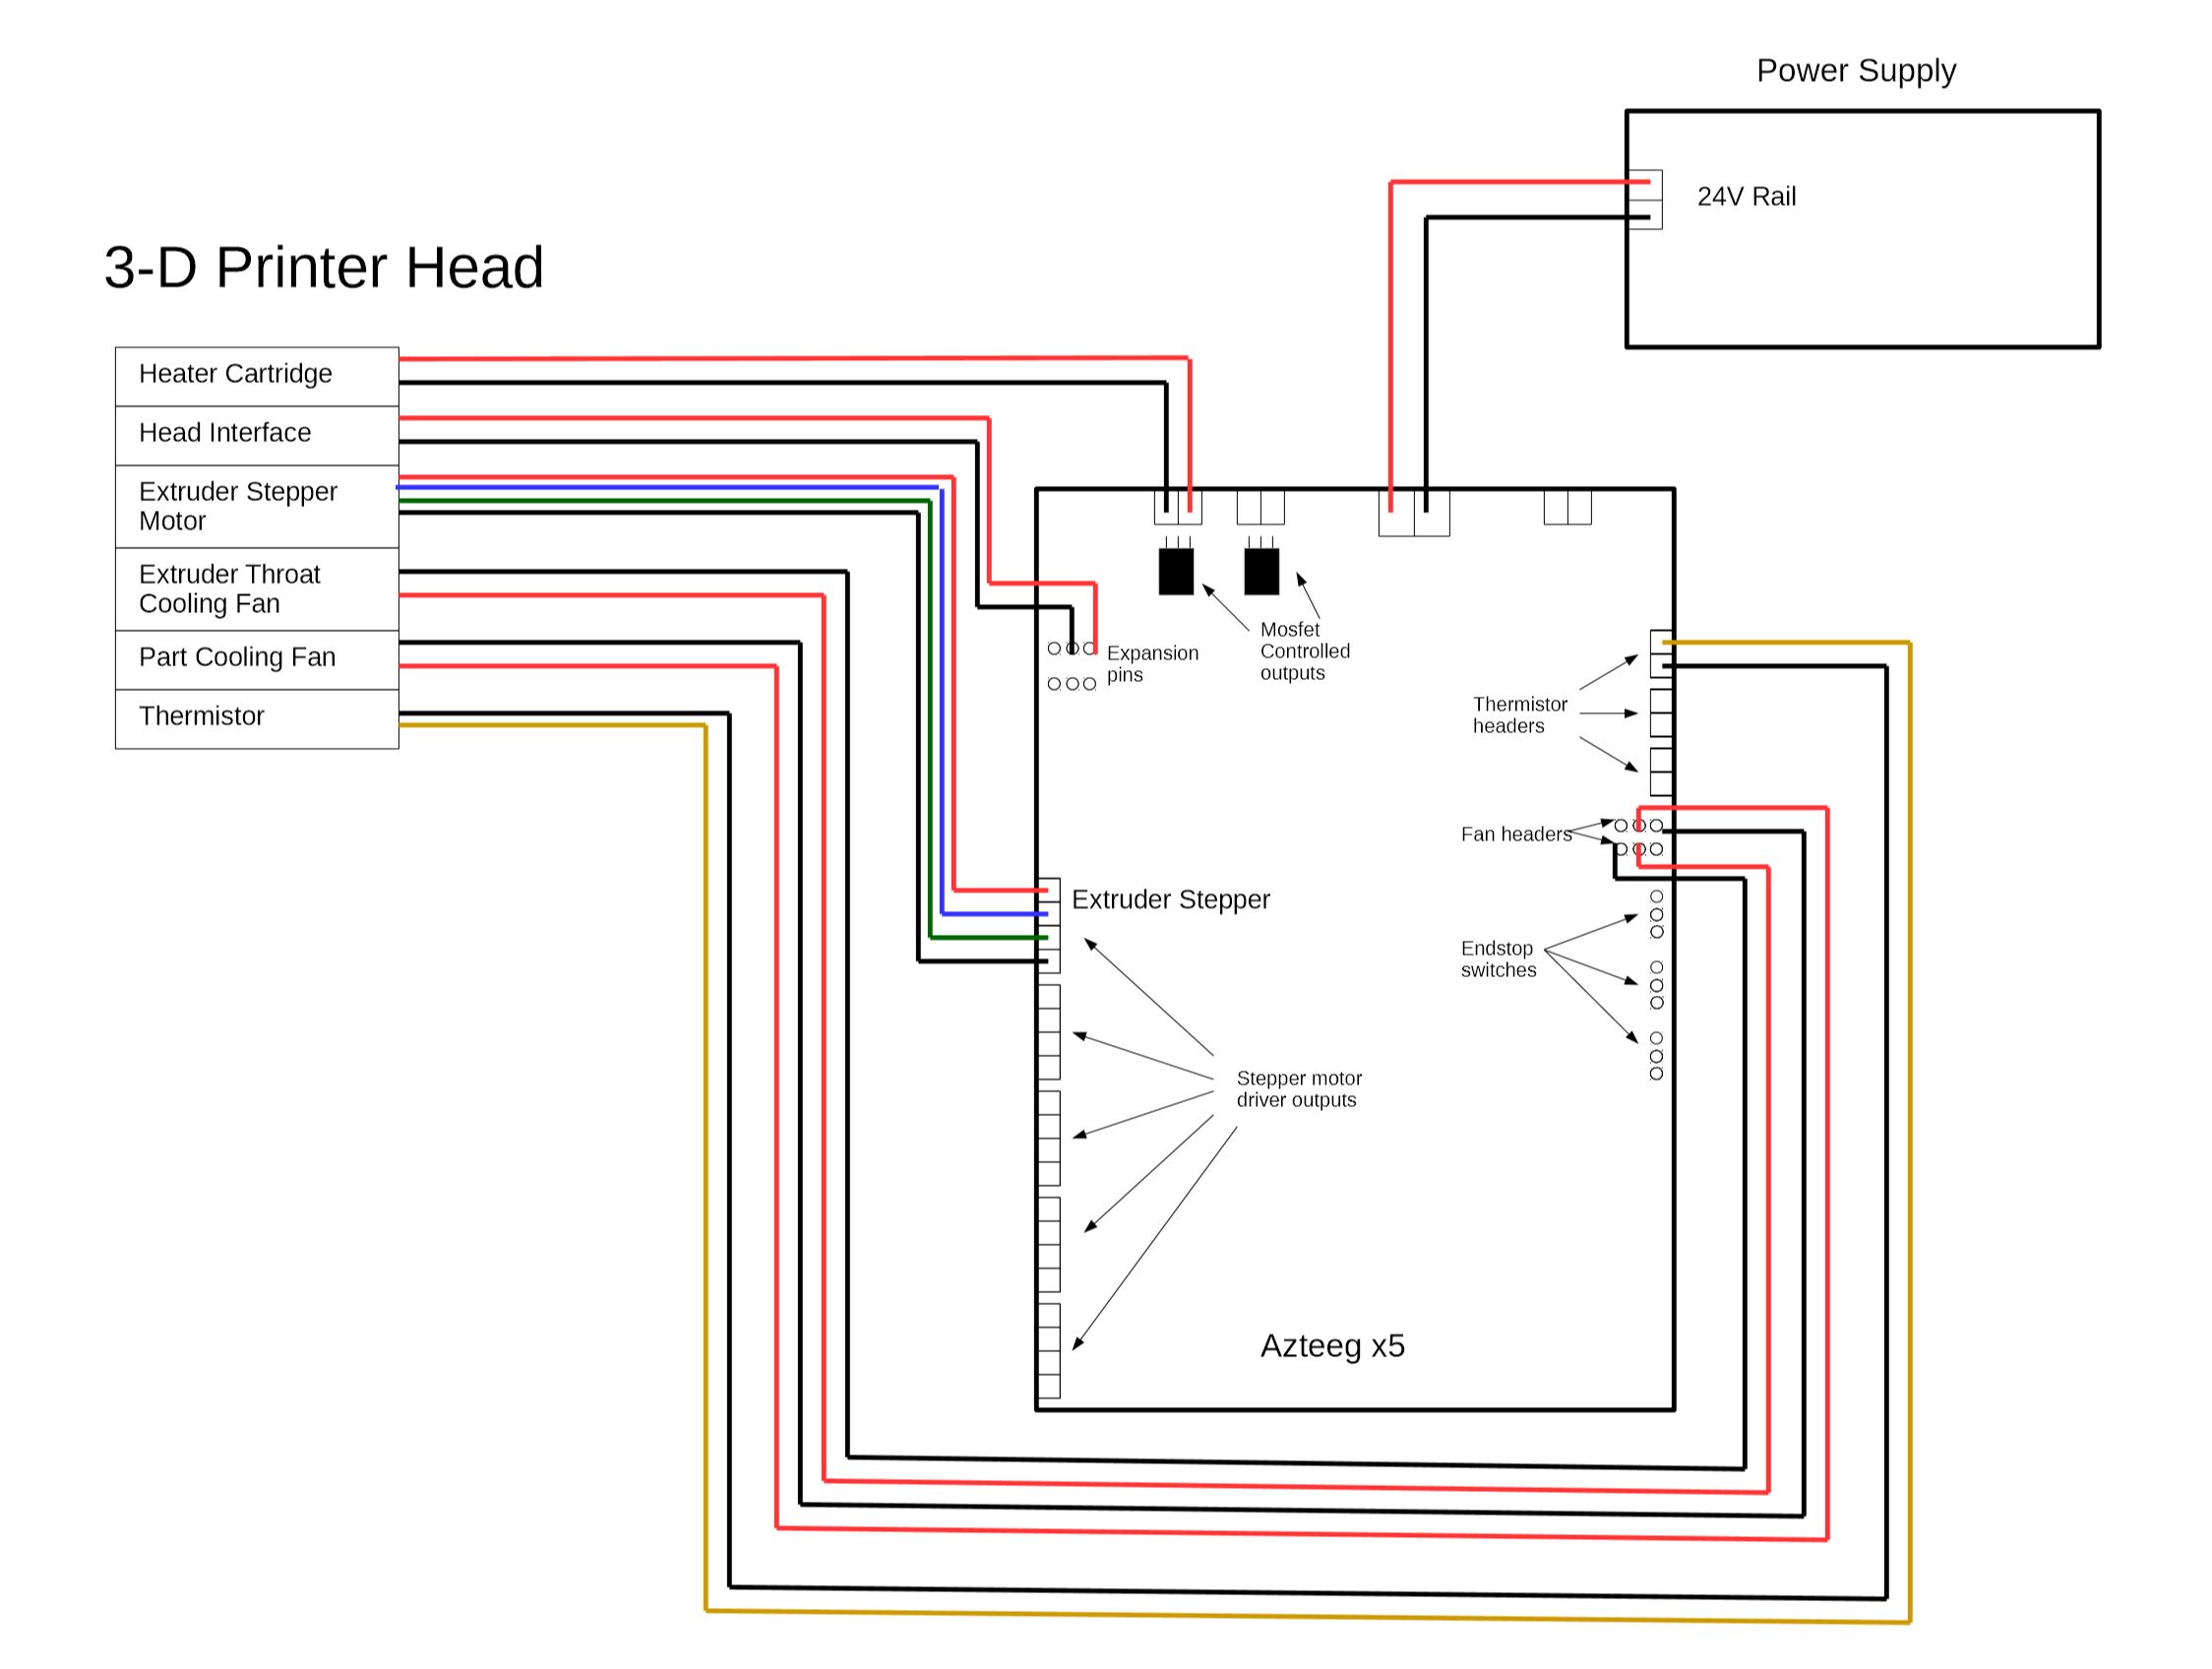 Power Supply
24V Rail
3-D Printer Head
Heater Cartridge
Head Interface
Extruder Stepper
Motor
Extruder Throat
Cooling Fan
Part Cooling Fan
Thermistor
Mosfet
Controlled
outputs
Expansion
pins
Thermistor
headers
Fan headers
Extruder Stepper
Endstop
switches
Stepper motor
driver outputs
Azteeg x5